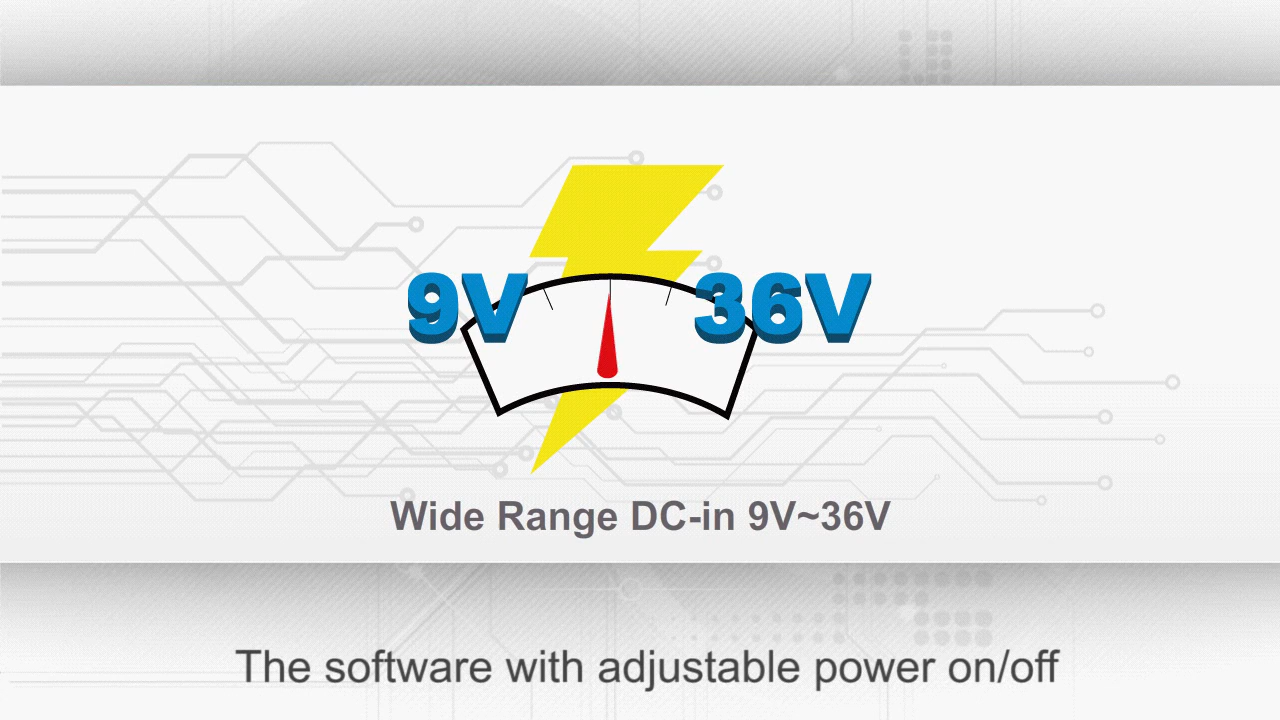 9V 36V
Wide Range DC-in 9V~36V
The software with adjustable power on/off